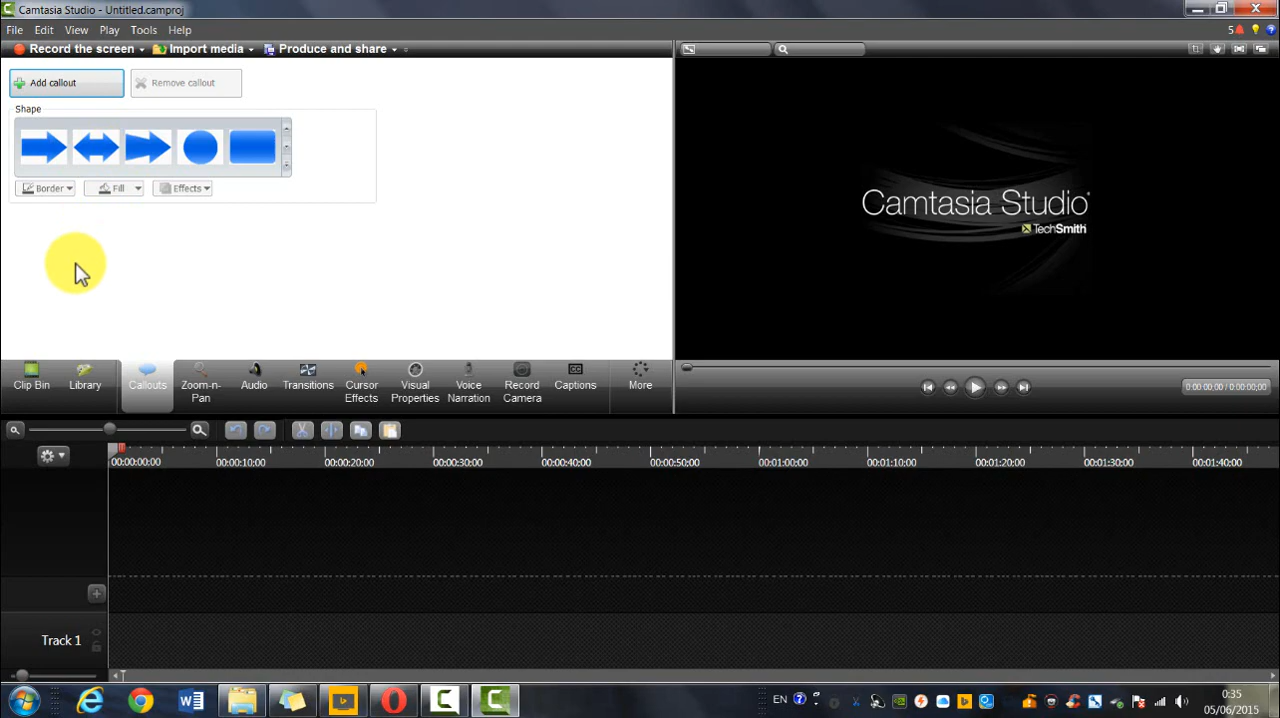 Camtasia Studio - Untitled.camproj
File Edit View Play Tools Help
5
Record the screen Import media Produce and share
Add callout Remove callout
Shape
Border Fill Effects
Camtasia Studio
TechSmith
Clip Bin Library Callouts Zoom-n-Pan Audio Transitions Cursor Effects Visual Properties Voice Narration Record Camera Captions More
0:00:00;00 / 0:00:00;00
00:00:00;00 00:00:10;00 00:00:20;00 00:00:30;00 00:00:40;00 00:00:50;00 00:01:00;00 00:01:10;00 00:01:20;00 00:01:30;00 00:01:40;00
Track 1
EN
0:35
05/06/2015